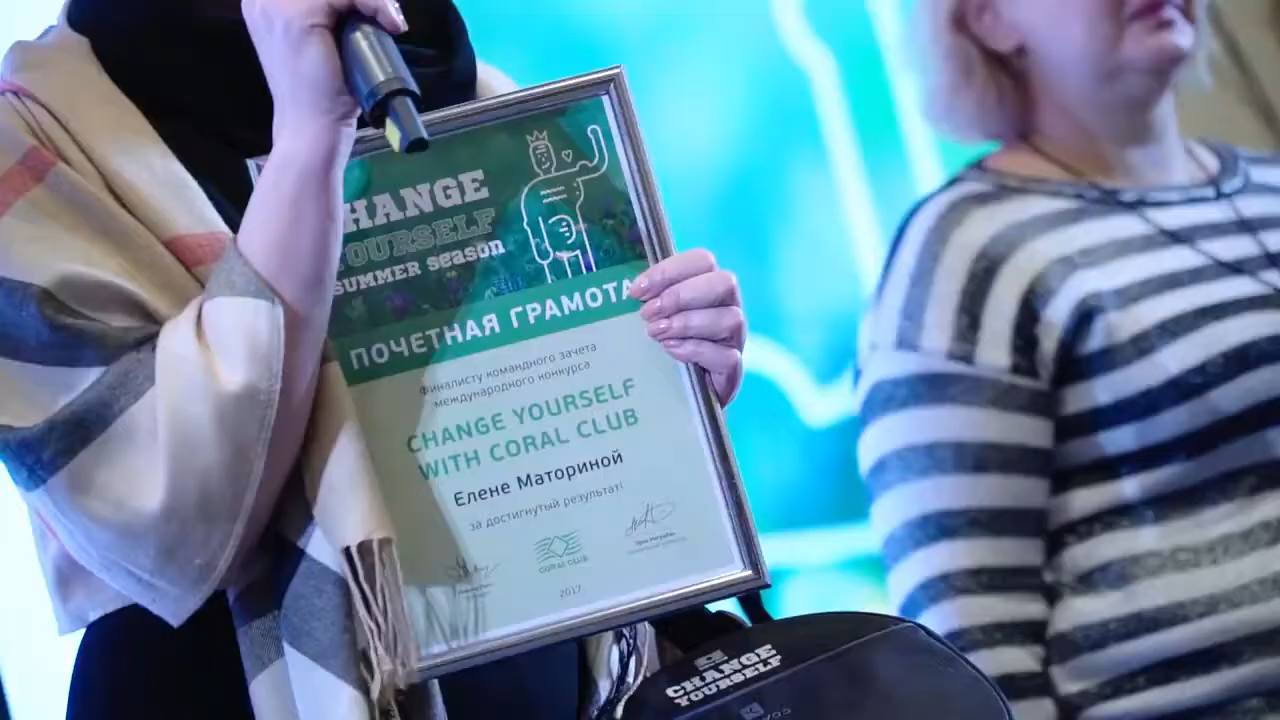 CHANGE
YOURSELF
SUMMER season
ПОЧЕТНАЯ ГРАМОТА
Финалисту командного зачета
международного конкурса
CHANGE YOURSELF
WITH CORAL CLUB
Елене Маториной
за достигнутый результат!
CORAL CLUB
2017
CHANGE
YOURSELF